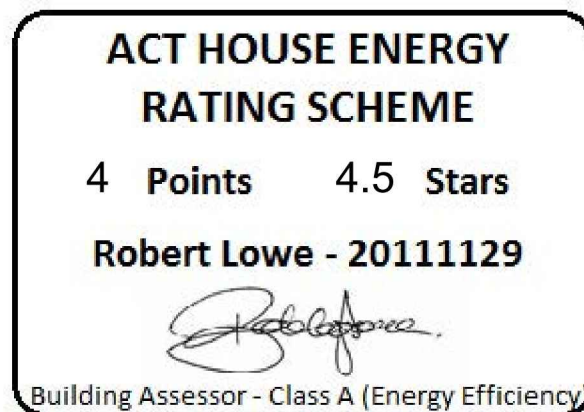 ACT HOUSE ENERGY
RATING SCHEME
4 Points 4.5 Stars
Robert Lowe - 20111129
Building Assessor - Class A (Energy Efficiency)